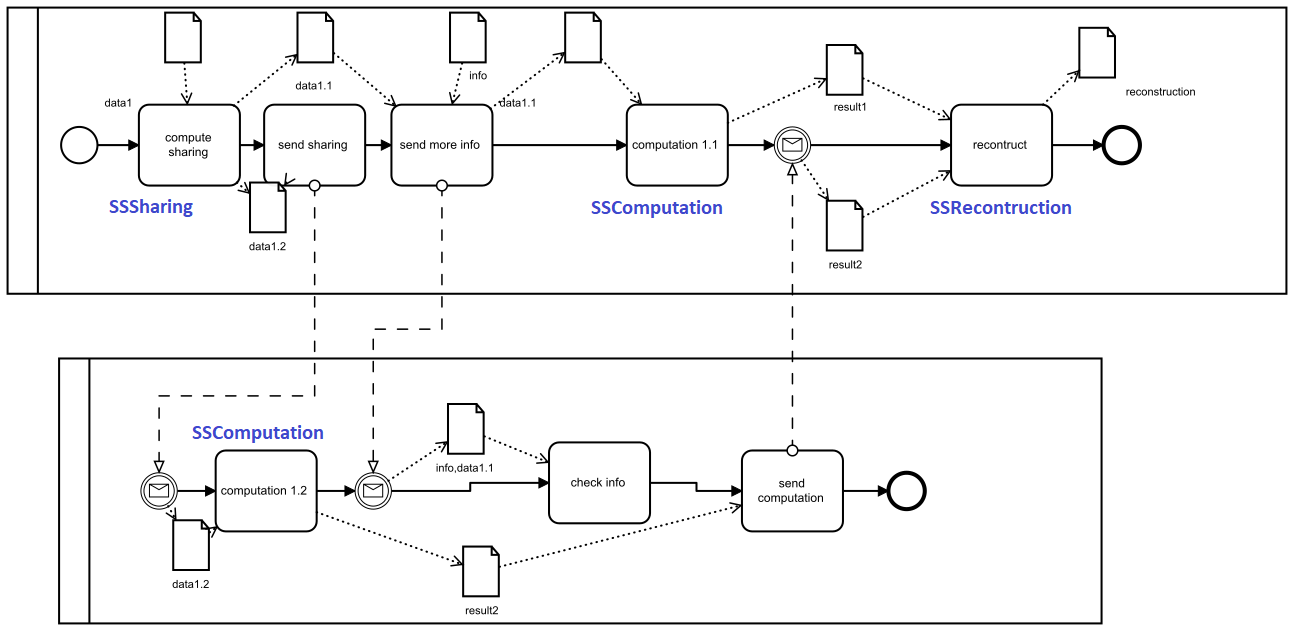 data1
compute
sharing
SSSharing
data1.1
send sharing
data1.2
info
send more info
data1.1
computation 1.1
SSComputation
result1
result2
recontruct
SSRecontruction
reconstruction
SSComputation
computation 1.2
data1.2
info,data1.1
result2
check info
send
computation